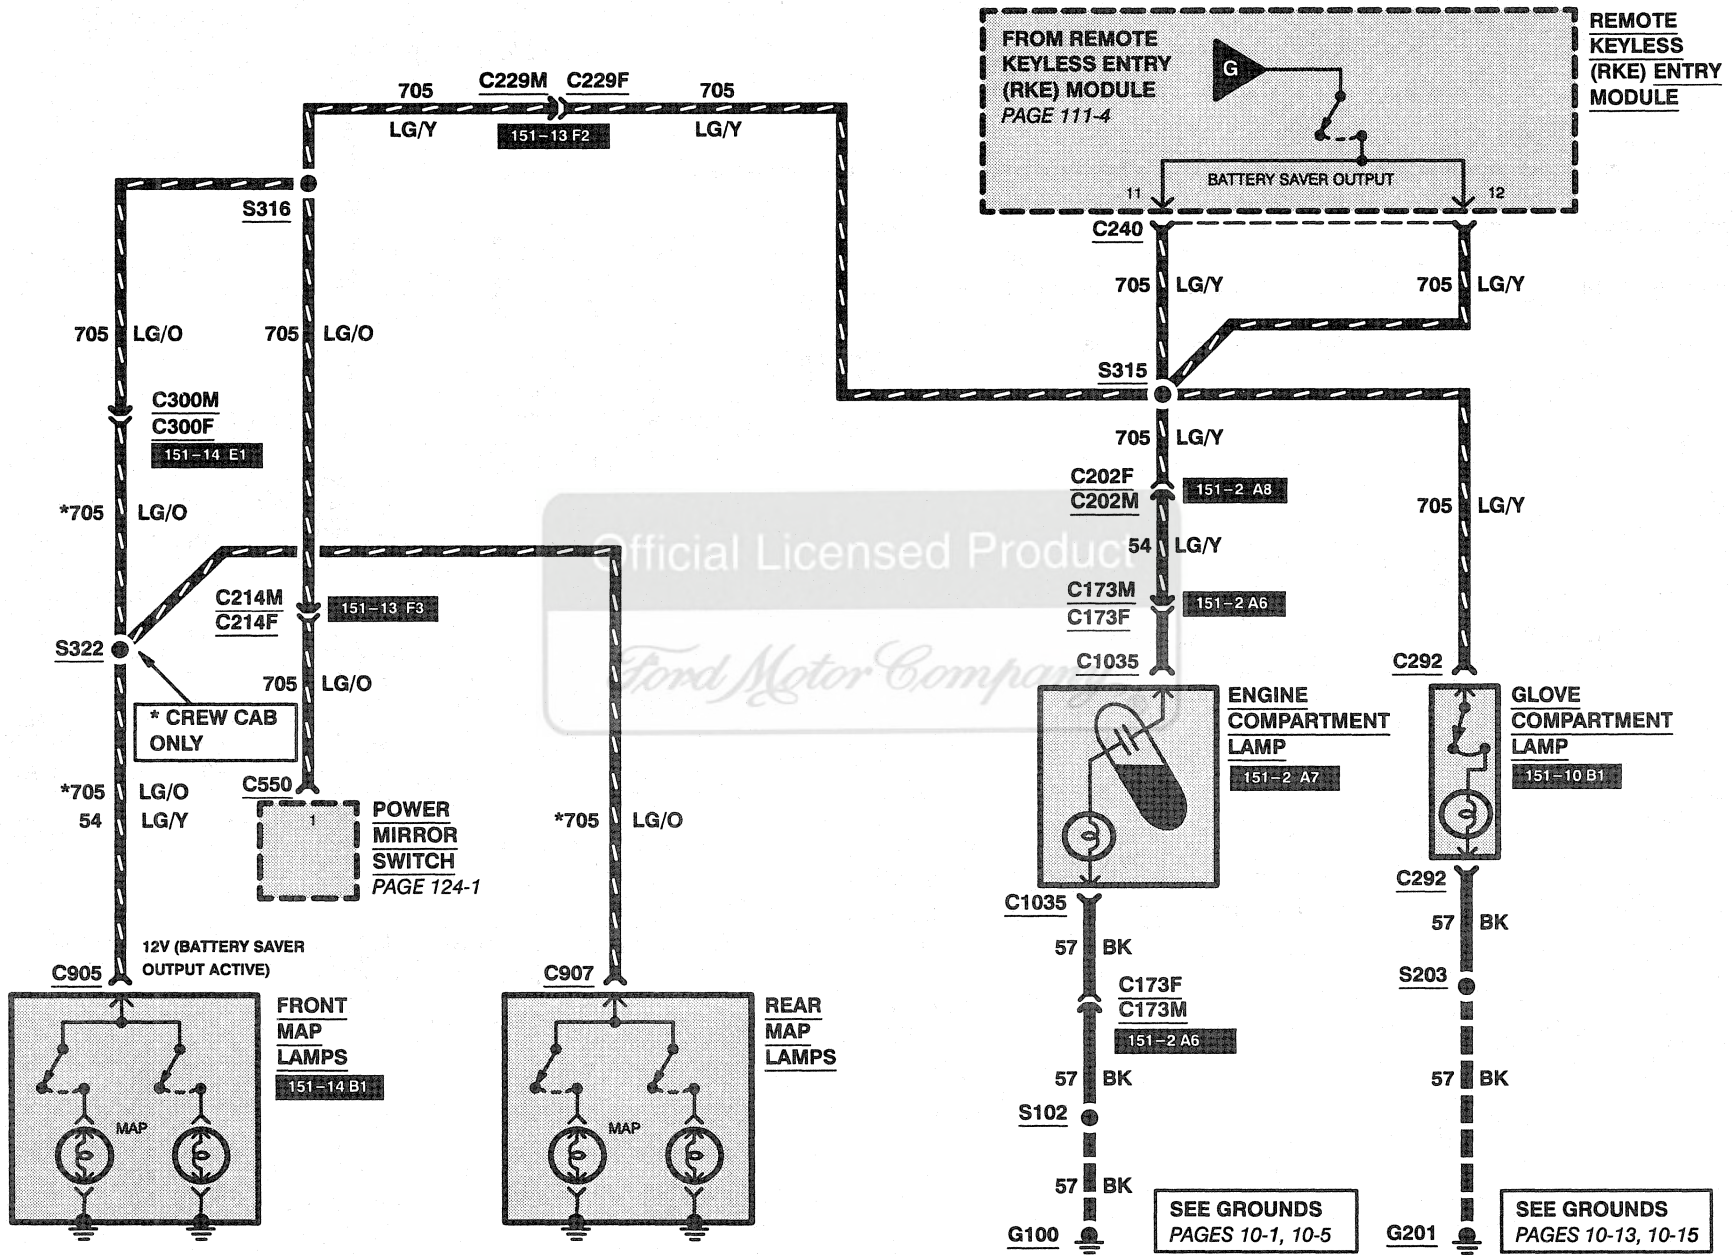 FROM REMOTE
KEYLESS ENTRY
(RKE) MODULE
PAGE 111-4
G
BATTERY SAVER OUTPUT
11
12
REMOTE
KEYLESS
(RKE) ENTRY
MODULE
705
C229M
C229F
705
LG/Y
151-13 F2
LG/Y
S316
C240
705 LG/Y
705 LG/Y
705 LG/O
705 LG/O
S315
C300M
C300F
151-14 E1
705 LG/Y
C202F
C202M
151-2 A8
705 LG/Y
*705 LG/O
54 LG/Y
Official Licensed Product
Ford Motor Company
C214M
C214F
151-13 F3
C173M
C173F
151-2 A6
S322
C1035
C292
705 LG/O
* CREW CAB
ONLY
ENGINE
COMPARTMENT
LAMP
151-2 A7
GLOVE
COMPARTMENT
LAMP
151-10 B1
*705 LG/O
54 LG/Y
C550
1
POWER
MIRROR
SWITCH
PAGE 124-1
*705 LG/O
C1035
C292
57 BK
57 BK
12V (BATTERY SAVER
OUTPUT ACTIVE)
C905
C907
C173F
C173M
151-2 A6
S203
FRONT
MAP
LAMPS
151-14 B1
MAP
REAR
MAP
LAMPS
MAP
57 BK
57 BK
S102
57 BK
G100
SEE GROUNDS
PAGES 10-1, 10-5
G201
SEE GROUNDS
PAGES 10-13, 10-15